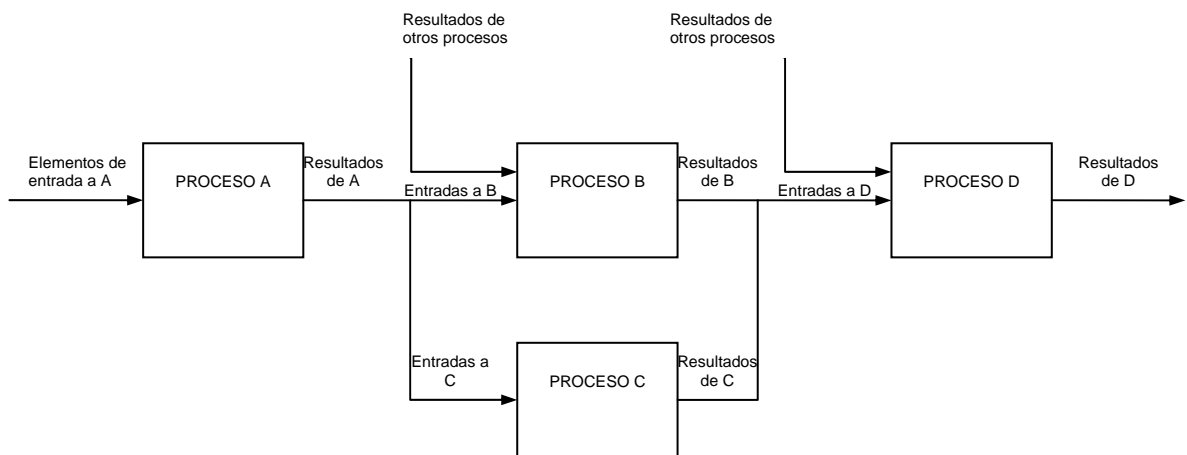 Resultados de
otros procesos
Resultados de
otros procesos
Elementos de
entrada a A
PROCESO A
Resultados
de A
Entradas a B
PROCESO B
Resultados
de B
Entradas a D
PROCESO D
Resultados
de D
Entradas a
C
PROCESO C
Resultados
de C